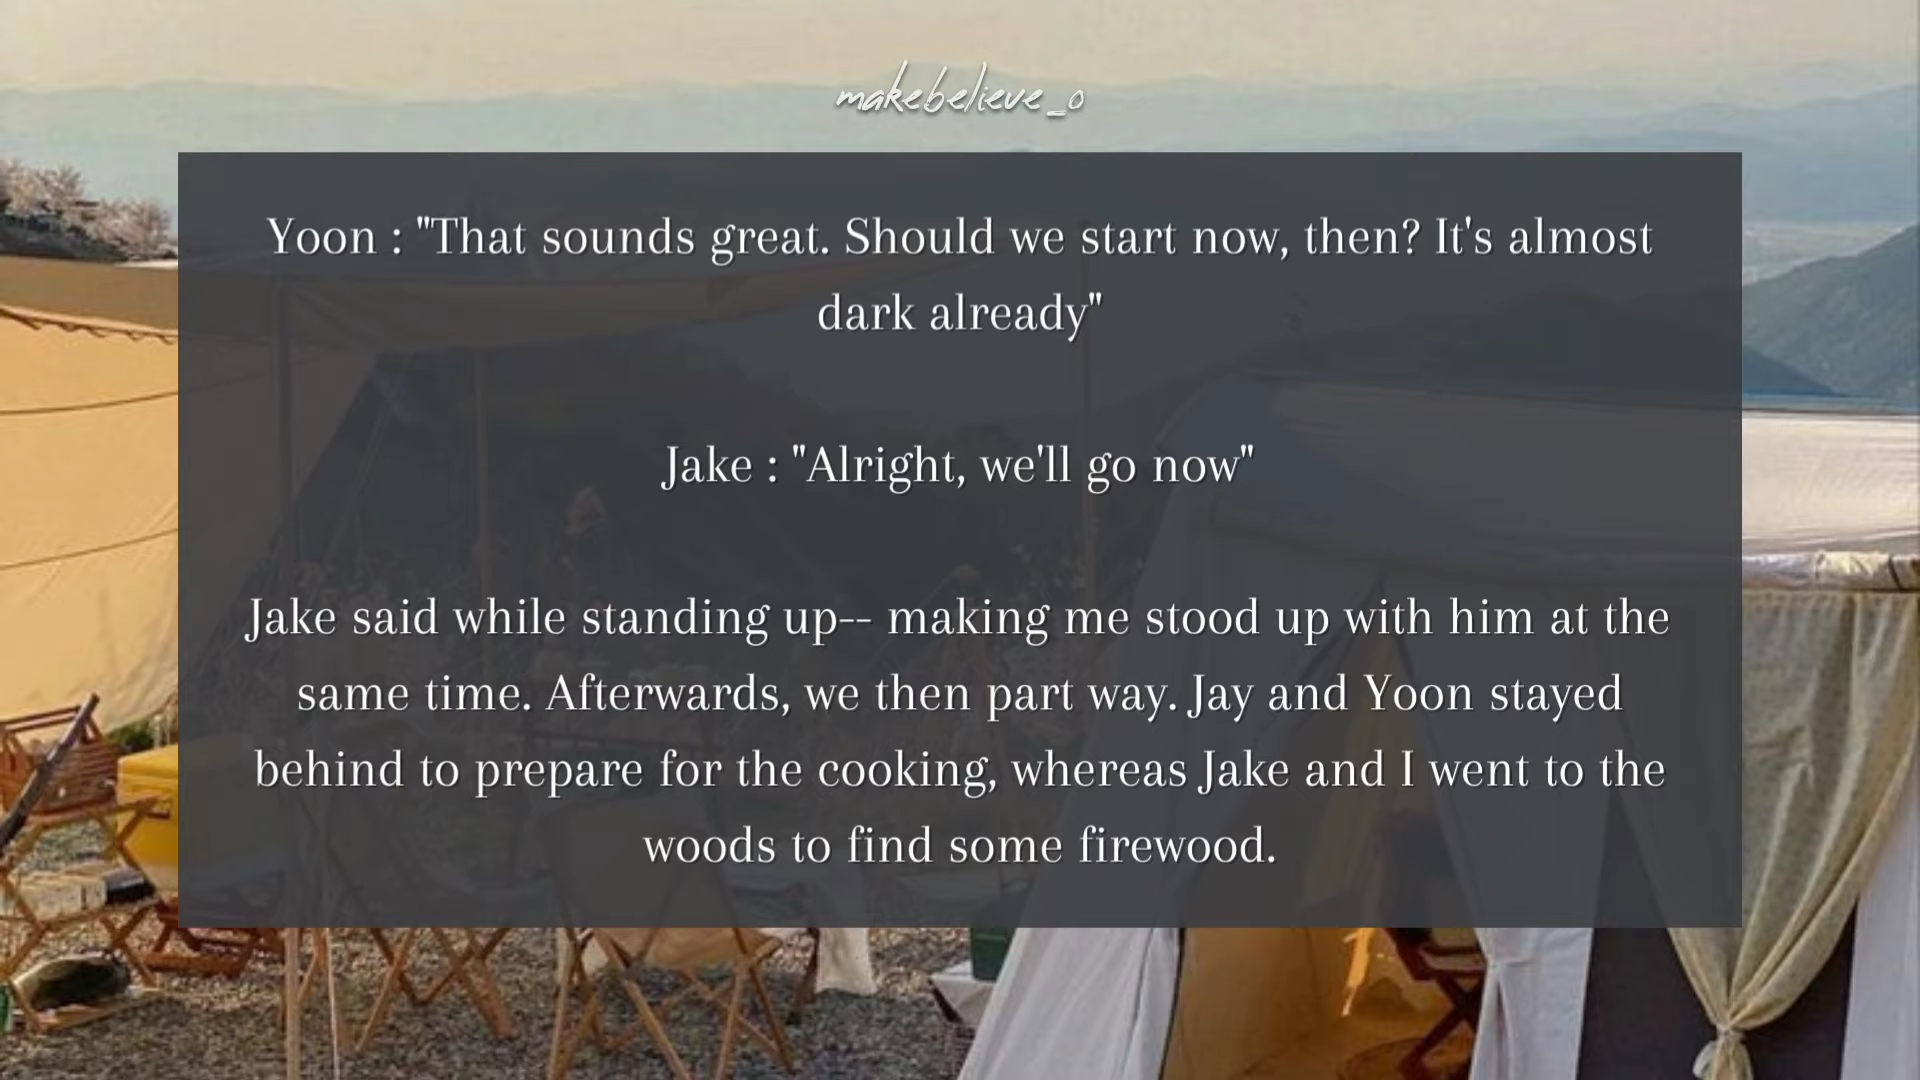 makebelieve_o
Yoon : "That sounds great. Should we start now, then? It's almost
dark already"
Jake : "Alright, we'll go now"
Jake said while standing up-- making me stood up with him at the
same time. Afterwards, we then part way. Jay and Yoon stayed
behind to prepare for the cooking, whereas Jake and I went to the
woods to find some firewood.